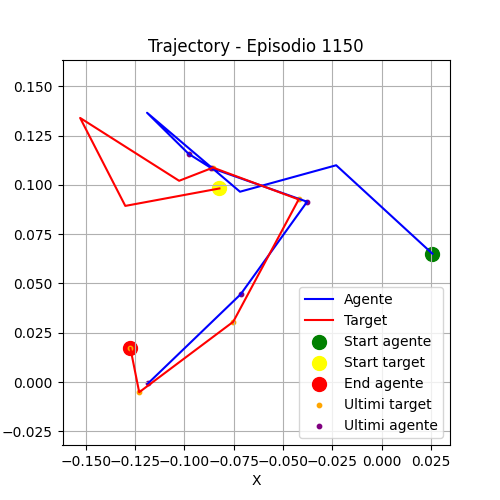 Trajectory - Episodio 1150
0.150
0.125
0.100
0.075
0.050
0.025
0.000
−0.025
Agente
Target
Start agente
Start target
End agente
Ultimi target
Ultimi agente
−0.150 −0.125 −0.100 −0.075 −0.050 −0.025 0.000 0.025
X